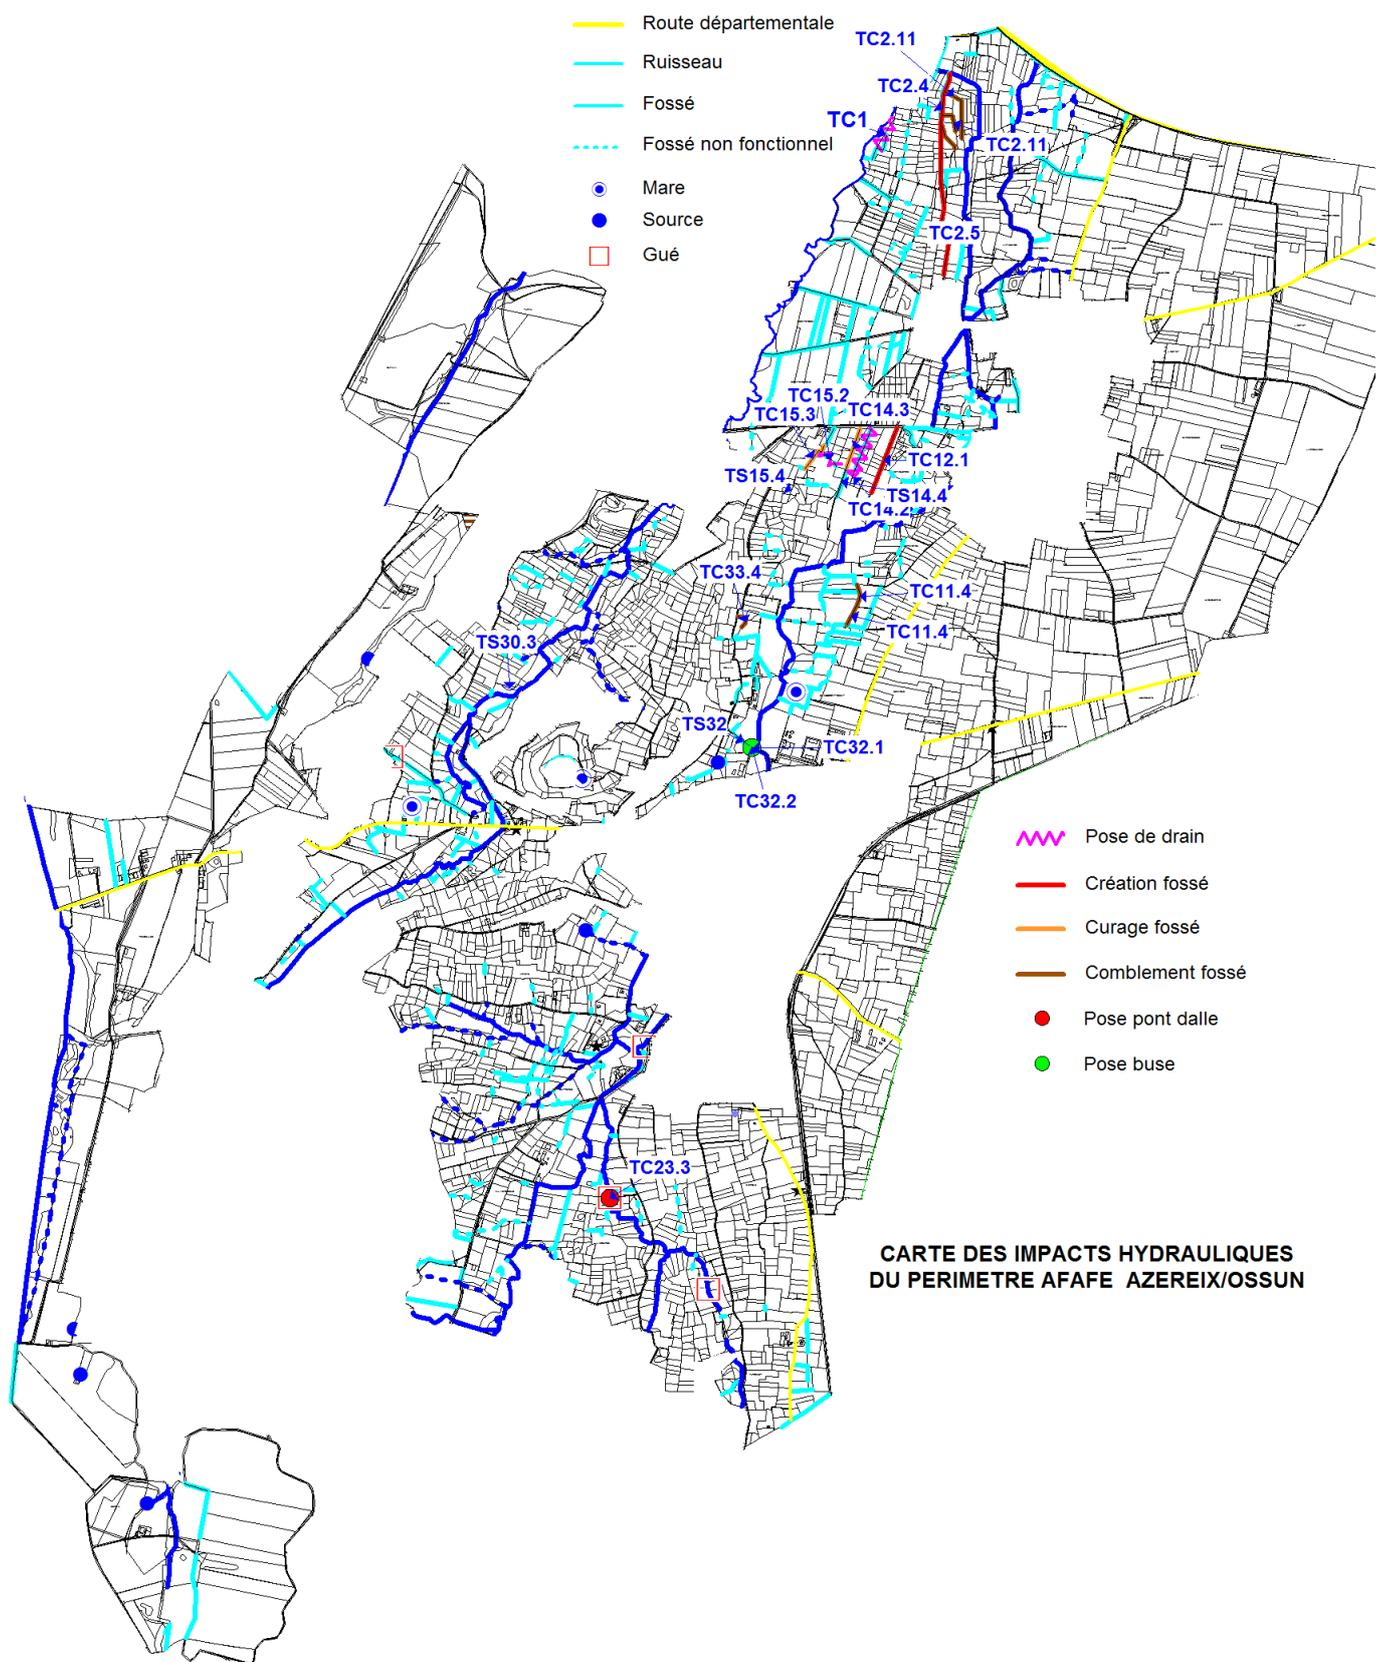 Route départementale
Ruisseau
Fossé
Fossé non fonctionnel
Mare
Source
Gué
TC2.11
TC2.4
TC1
TC2.11
TC2.5
TC15.2
TC15.3
TC14.3
TC12.1
TS15.4
TS14.4
TC14.2
TC33.4
TC11.4
TC11.4
TS30.3
TS32
TC32.1
TC32.2
Pose de drain
Création fossé
Curage fossé
Comblement fossé
Pose pont dalle
Pose buse
TC23.3
CARTE DES IMPACTS HYDRAULIQUES
DU PERIMETRE AFAFE AZEREIX/OSSUN